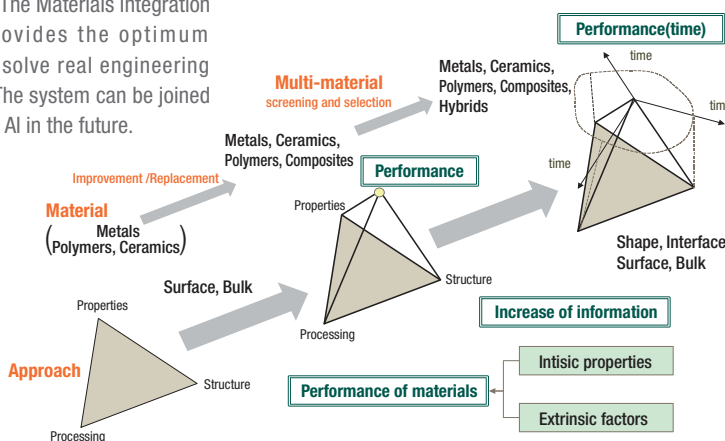 The Materials Integration
ovides the optimum
solve real engineering
The system can be joined
AI in the future.
Performance(time)
time
Metals, Ceramics,
Polymers, Composites,
Hybrids
Multi-material
screening and selection
tim
Metals, Ceramics,
Polymers, Composites
Performance
time
Improvement /Replacement
Properties
Material
(Metals
Polymers, Ceramics)
Shape, Interface
Surface, Bulk
Surface, Bulk
Structure
Properties
Increase of information
Processing
Approach
Structure
Intisic properties
Performance of materials
Extrinsic factors
Processing